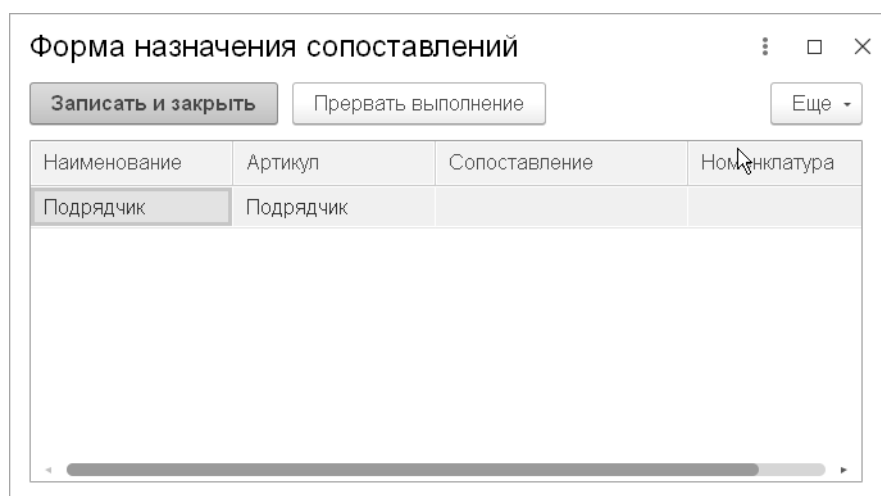 Форма назначения сопоставлений
Записать и закрыть Прервать выполнение Еще
Наименование Артикул Сопоставление Номенклатура
Подрядчик Подрядчик